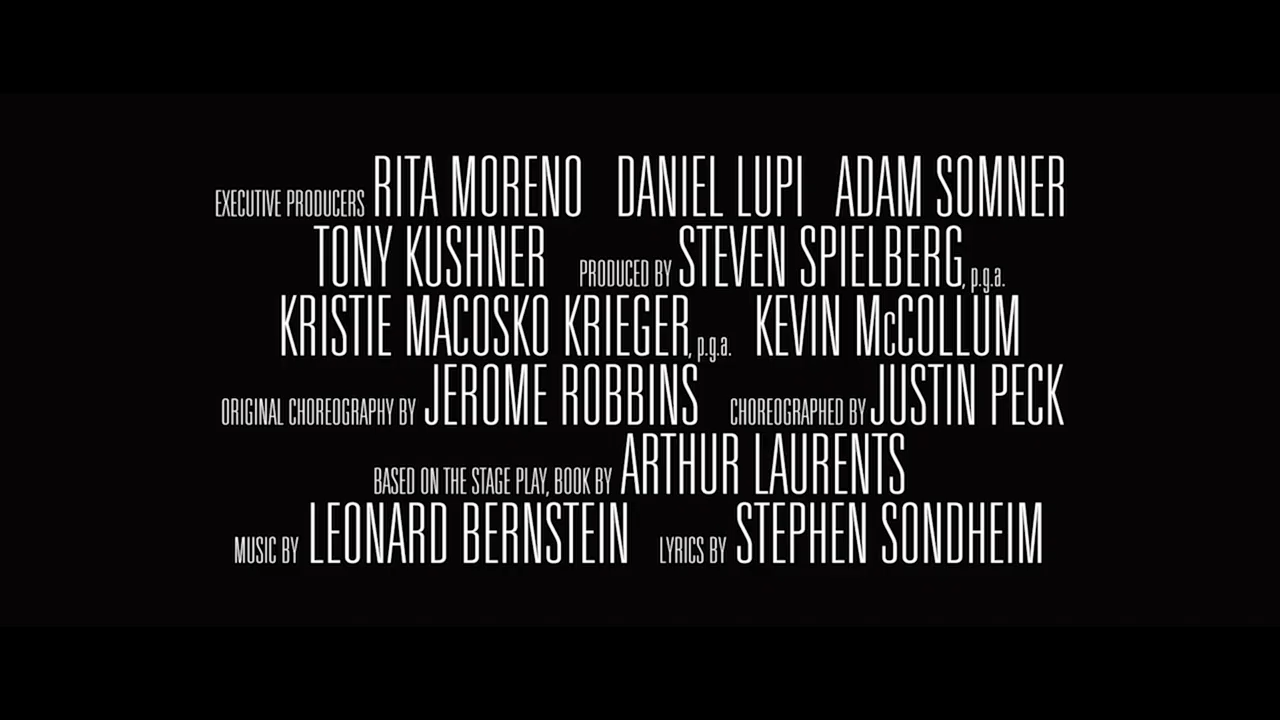 EXECUTIVE PRODUCERS RITA MORENO DANIEL LUPI ADAM SOMNER
TONY KUSHNER PRODUCED BY STEVEN SPIELBERG, p.g.a.
KRISTIE MACOSKO KRIEGER, p.g.a. KEVIN McCOLLUM
ORIGINAL CHOREOGRAPHY BY JEROME ROBBINS CHOREOGRAPHED BY JUSTIN PECK
BASED ON THE STAGE PLAY, BOOK BY ARTHUR LAURENTS
MUSIC BY LEONARD BERNSTEIN LYRICS BY STEPHEN SONDHEIM